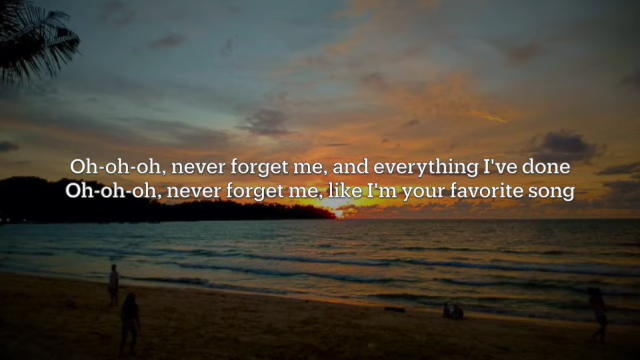 Oh-oh-oh, never forget me, and everything I've done
Oh-oh-oh, never forget me, like I'm your favorite song